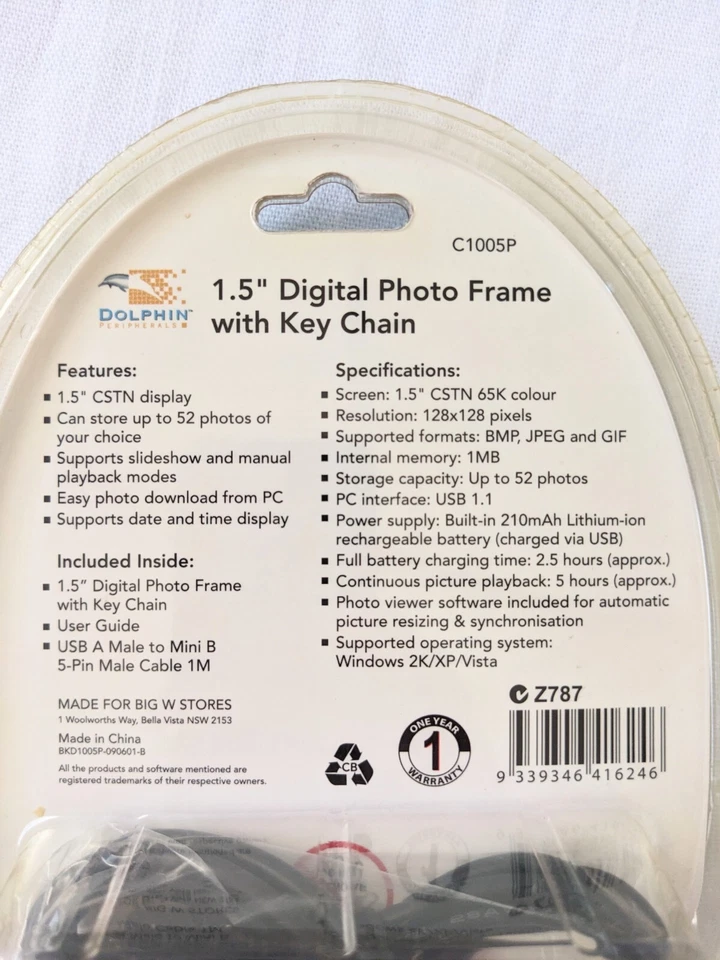 C1005P
DOLPHIN™
PERIPHERALS
1.5" Digital Photo Frame
with Key Chain
Features:
▪ 1.5" CSTN display
▪ Can store up to 52 photos of
your choice
▪ Supports slideshow and manual
playback modes
▪ Easy photo download from PC
▪ Supports date and time display
Included Inside:
▪ 1.5” Digital Photo Frame
with Key Chain
▪ User Guide
▪ USB A Male to Mini B
5-Pin Male Cable 1M
Specifications:
▪ Screen: 1.5" CSTN 65K colour
▪ Resolution: 128x128 pixels
▪ Supported formats: BMP, JPEG and GIF
▪ Internal memory: 1MB
▪ Storage capacity: Up to 52 photos
▪ PC interface: USB 1.1
▪ Power supply: Built-in 210mAh Lithium-ion
rechargeable battery (charged via USB)
▪ Full battery charging time: 2.5 hours (approx.)
▪ Continuous picture playback: 5 hours (approx.)
▪ Photo viewer software included for automatic
picture resizing & synchronisation
▪ Supported operating system:
Windows 2K/XP/Vista
MADE FOR BIG W STORES
1 Woolworths Way, Bella Vista NSW 2153
Made in China
BKD1005P-090601-B
All the products and software mentioned are
registered trademarks of their respective owners.
CB
ONE YEAR
1
WARRANTY
Z787
9 339346 416246